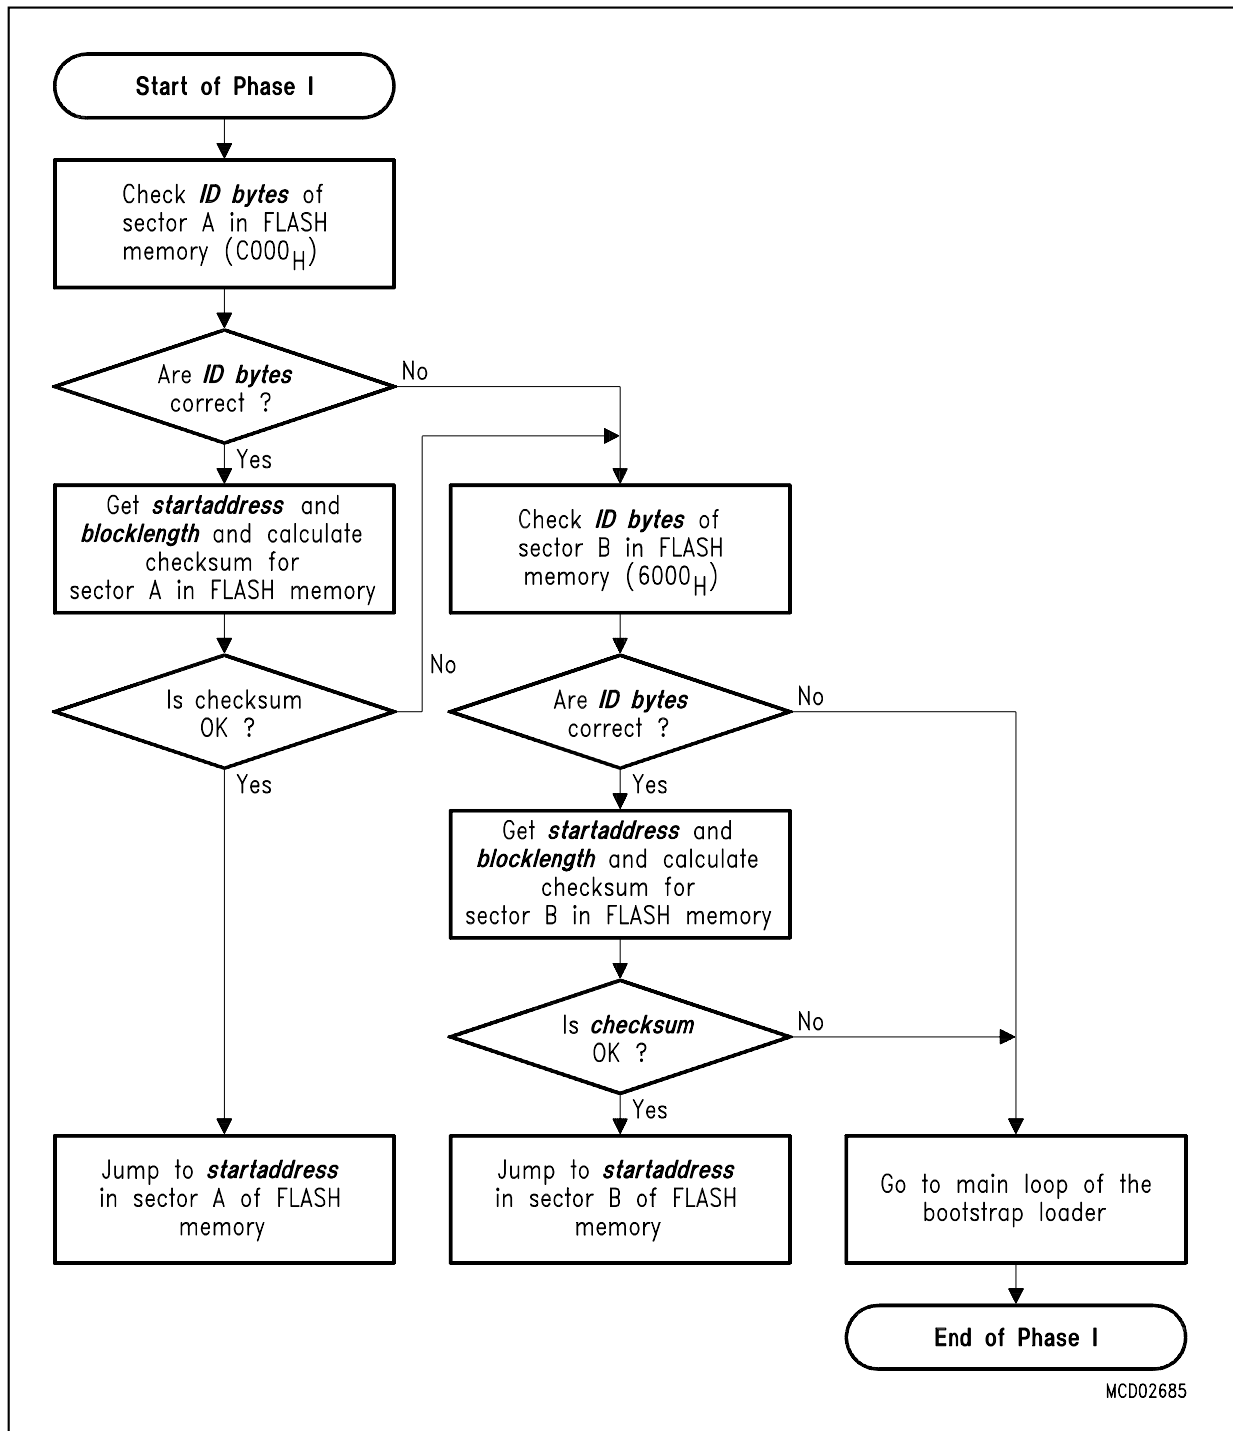 Start of Phase I
Check ID bytes of
sector A in FLASH
memory (C000H)
Are ID bytes
correct ?
No
Yes
Get startaddress and
blocklength and calculate
checksum for
sector A in FLASH memory
Is checksum
OK ?
No
Yes
Jump to startaddress
in sector A of FLASH
memory
Check ID bytes of
sector B in FLASH
memory (6000H)
Are ID bytes
correct ?
No
Yes
Get startaddress and
blocklength and calculate
checksum for
sector B in FLASH memory
Is checksum
OK ?
No
Yes
Jump to startaddress
in sector B of FLASH
memory
Go to main loop of the
bootstrap loader
End of Phase I
MCD02685